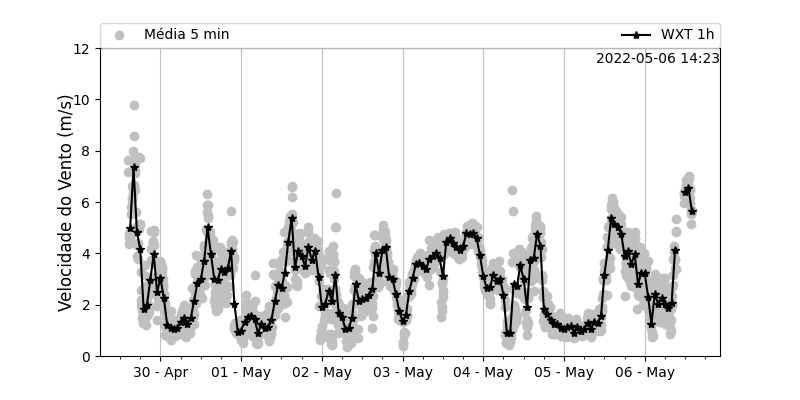 Média 5 min
WXT 1h
2022-05-06 14:23
Velocidade do Vento (m/s)
12
10
8
6
4
2
0
30 - Apr
01 - May
02 - May
03 - May
04 - May
05 - May
06 - May